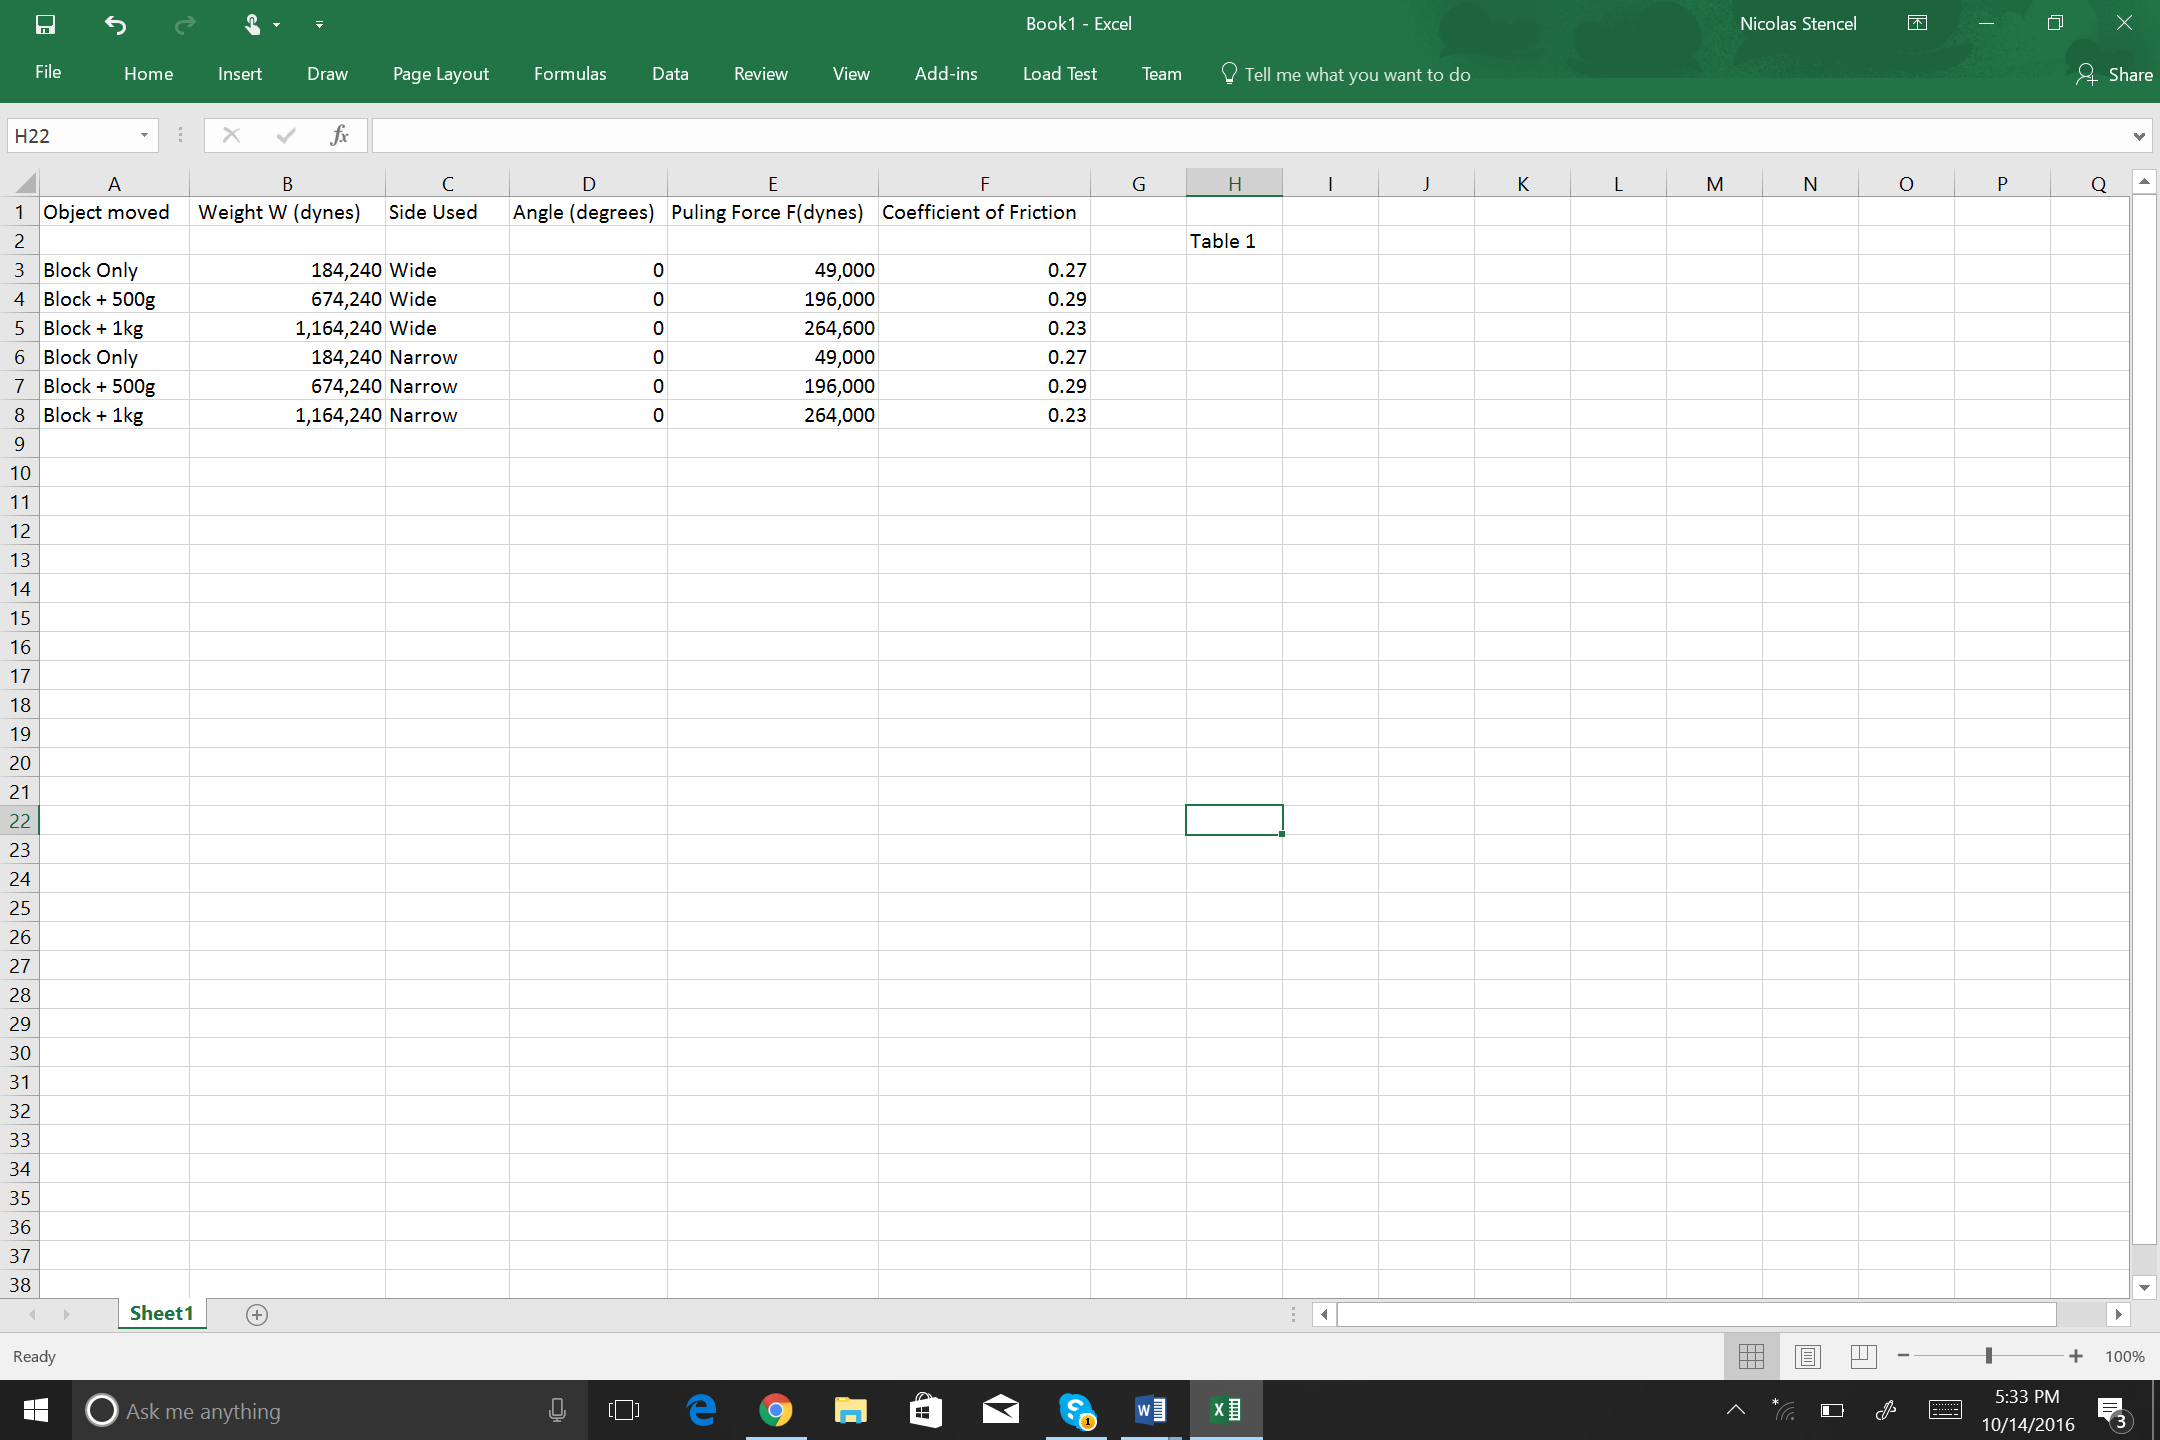 Book1 - Excel
Nicolas Stencel
File Home Insert Draw Page Layout Formulas Data Review View Add-ins Load Test Team Tell me what you want to do Share
H22 fx
A B C D E F G H I J K L M N O P Q
1 Object moved Weight W (dynes) Side Used Angle (degrees) Puling Force F(dynes) Coefficient of Friction
2 Table 1
3 Block Only 184,240 Wide 0 49,000 0.27
4 Block + 500g 674,240 Wide 0 196,000 0.29
5 Block + 1kg 1,164,240 Wide 0 264,600 0.23
6 Block Only 184,240 Narrow 0 49,000 0.27
7 Block + 500g 674,240 Narrow 0 196,000 0.29
8 Block + 1kg 1,164,240 Narrow 0 264,000 0.23
9
10
11
12
13
14
15
16
17
18
19
20
21
22
23
24
25
26
27
28
29
30
31
32
33
34
35
36
37
38
Sheet1
Ready
100%
Ask me anything
5:33 PM
10/14/2016
3